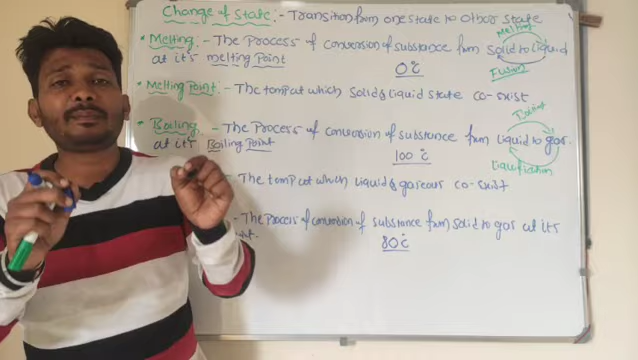 Change of State :- Transition from one state to Other state
Melting
• Melting :- The Process of conversion of substance from solid to liquid
at it's melting Point
0°c
Fusion
• Melting Point :- The temp at which Solid & liquid state co-exist
Boiling
• Boiling - The Process of conversion of substance from liquid to gas.
at it's Boiling Point
100°c
liquification
The temp at which liquid & gaseous co-exist
- The Process of conversion of substance from solid to gas at it's
80°c